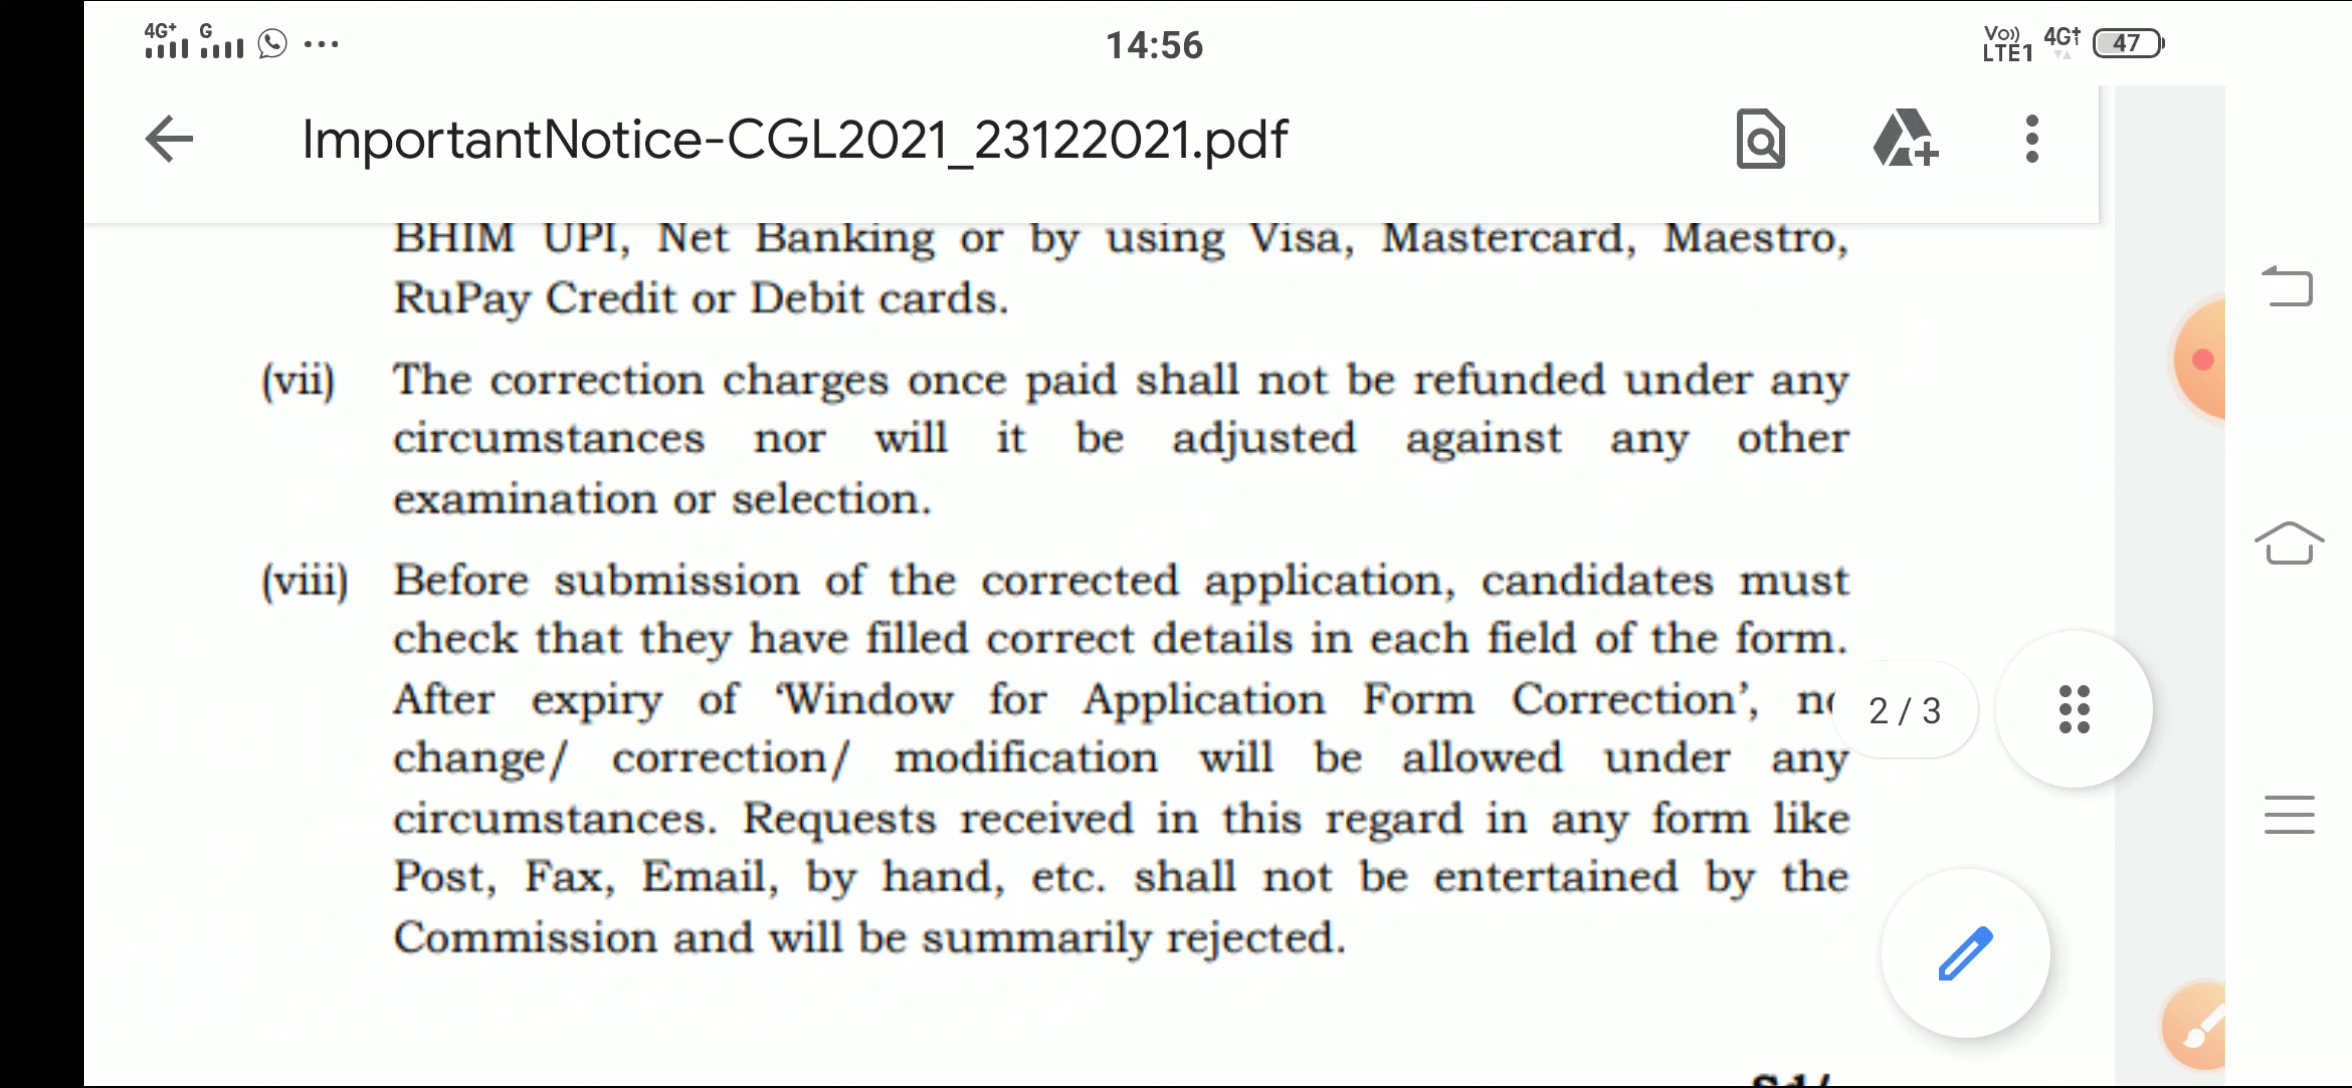 4G+ G
14:56
Vo))
LTE1
4G+
47
ImportantNotice-CGL2021_23122021.pdf
BHIM UPI, Net Banking or by using Visa, Mastercard, Maestro,
RuPay Credit or Debit cards.
(vii) The correction charges once paid shall not be refunded under any
circumstances nor will it be adjusted against any other
examination or selection.
(viii) Before submission of the corrected application, candidates must
check that they have filled correct details in each field of the form.
After expiry of ‘Window for Application Form Correction’,
2 / 3
change/ correction/ modification will be allowed under any
circumstances. Requests received in this regard in any form like
Post, Fax, Email, by hand, etc. shall not be entertained by the
Commission and will be summarily rejected.